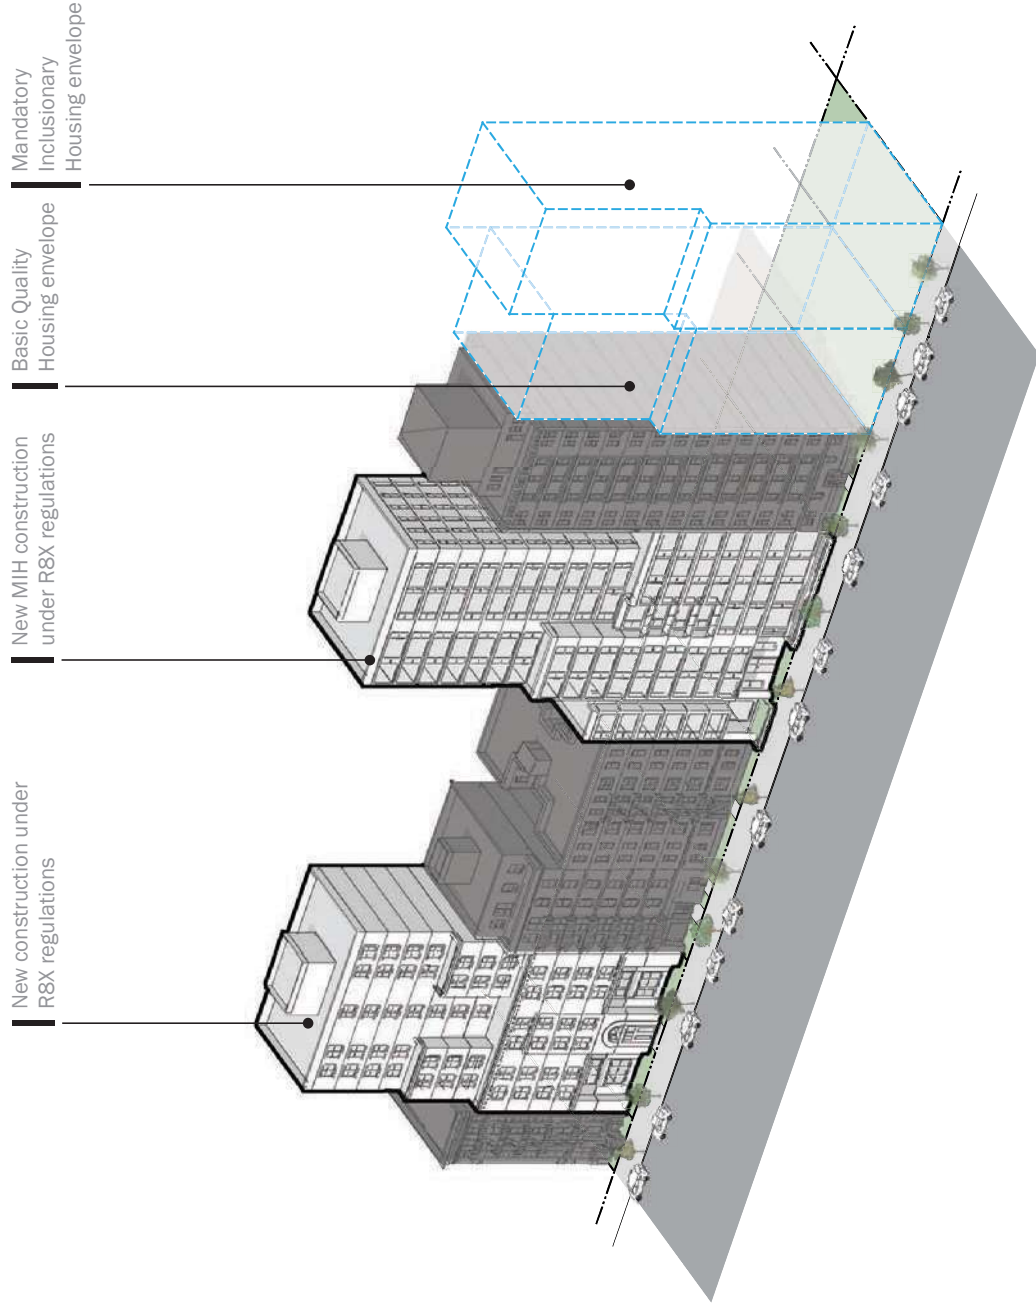 New construction under
R8X regulations
New MIH construction
under R8X regulations
Basic Quality
Housing envelope
Mandatory
Inclusionary
Housing envelope